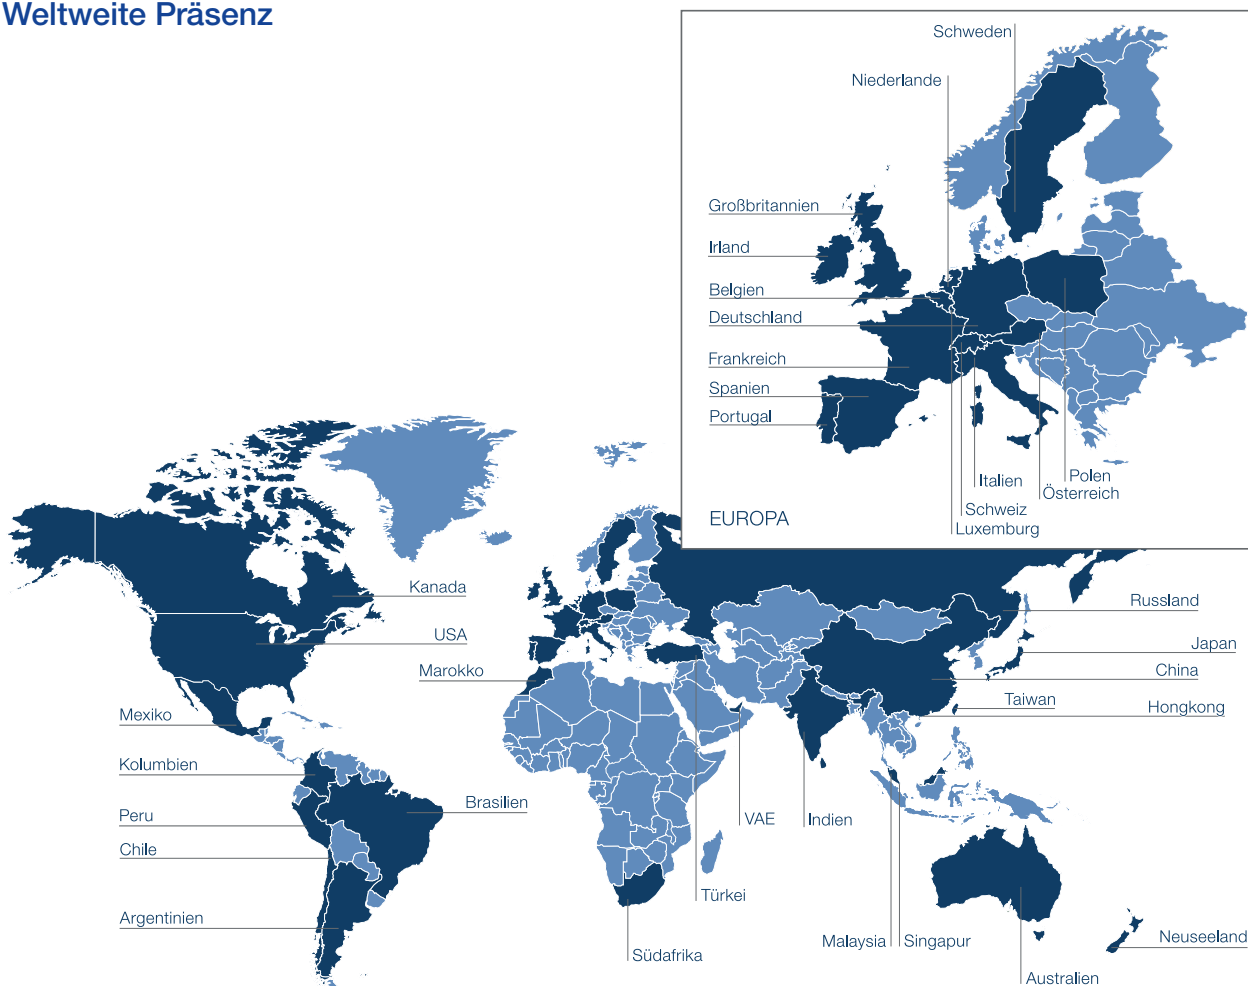 Weltweite Präsenz
Schweden
Niederlande
Großbritannien
Irland
Belgien
Deutschland
Frankreich
Spanien
Portugal
Italien
Polen
Österreich
Schweiz
Luxemburg
EUROPA
Kanada
USA
Marokko
Mexiko
Kolumbien
Brasilien
Peru
Chile
Argentinien
Russland
Japan
China
Taiwan
Hongkong
VAE
Indien
Türkei
Südafrika
Malaysia
Singapur
Neuseeland
Australien